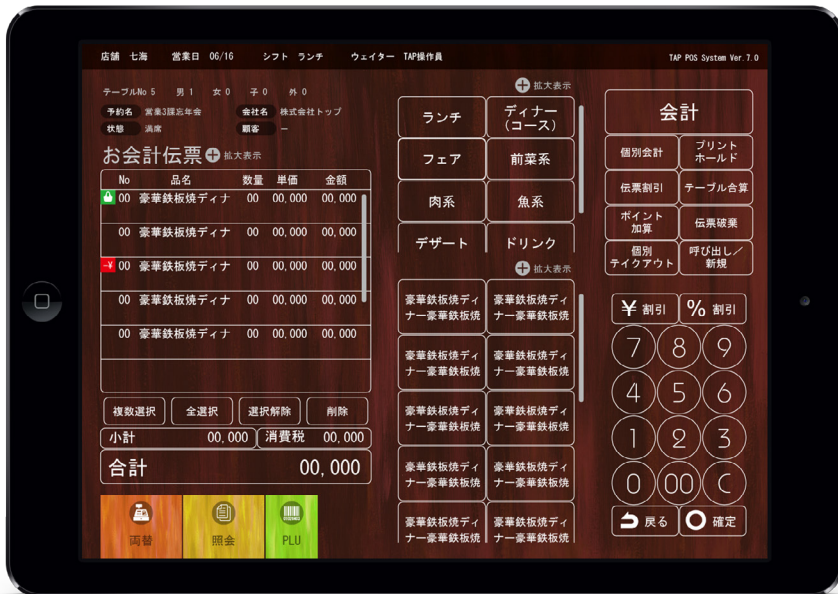 店舗 七海 営業日 06/16 シフト ランチ ウェイター TAP操作員 TAP POS System Ver.7.0
テーブルNo 5 男 1 女 0 子 0 外 0
予約名 営業3課忘年会 会社名 株式会社トップ
状態 満席 顧客 −
お会計伝票 拡大表示
No 品名 数量 単価 金額
00 豪華鉄板焼ディナ 00 00,000 00,000
00 豪華鉄板焼ディナ 00 00,000 00,000
-¥ 00 豪華鉄板焼ディナ 00 00,000 00,000
00 豪華鉄板焼ディナ 00 00,000 00,000
00 豪華鉄板焼ディナ 00 00,000 00,000
複数選択 全選択 選択解除 削除
小計 00,000 消費税 00,000
合計 00,000
両替 照会 PLU
拡大表示
ランチ ディナー
(コース)
フェア 前菜系
肉系 魚系
デザート ドリンク
拡大表示
豪華鉄板焼ディ 豪華鉄板焼ディ
ナー豪華鉄板焼 ナー豪華鉄板焼
豪華鉄板焼ディ 豪華鉄板焼ディ
ナー豪華鉄板焼 ナー豪華鉄板焼
豪華鉄板焼ディ 豪華鉄板焼ディ
ナー豪華鉄板焼 ナー豪華鉄板焼
豪華鉄板焼ディ 豪華鉄板焼ディ
ナー豪華鉄板焼 ナー豪華鉄板焼
豪華鉄板焼ディ 豪華鉄板焼ディ
ナー豪華鉄板焼 ナー豪華鉄板焼
会計
個別会計 プリント
ホールド
伝票割引 テーブル合算
ポイント
加算 伝票破棄
個別
テイクアウト 呼び出し/
新規
¥ 割引 % 割引
7 8 9
4 5 6
1 2 3
0 00 C
戻る 確定